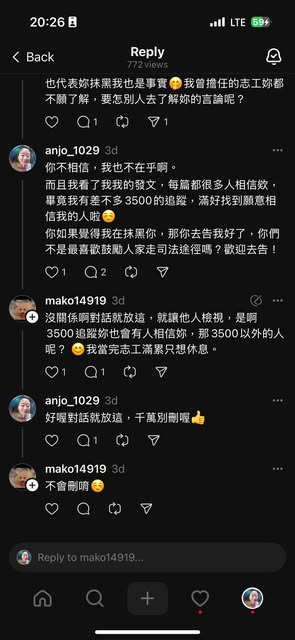 20:26
LTE 59
Back
Reply
772 views
也代表妳抹黑我也是事實🤭我曾擔任的志工妳都
不願了解，要怎別人去了解妳的言論呢？
1
1
anjo_1029 3d
你不相信，我也不在乎啊。
而且我看了我我的發文，每篇都很多人相信欸，
畢竟我有差不多3500的追蹤，滿好找到願意相
信我的人啦☺️
你如果覺得我在抹黑你，那你去告我好了，你們
不是最喜歡鼓勵人家走司法途徑嗎？歡迎去告！
1
2
mako14919 3d
沒關係啊對話就放這，就讓他人檢視，是啊
3500追蹤妳也會有人相信妳，那3500以外的人
呢？ 😊我當完志工滿累只想休息。
1
1
anjo_1029 3d
好喔對話就放這，千萬別刪喔👍
1
mako14919 3d
不會刪唷☺️
Reply to mako14919...